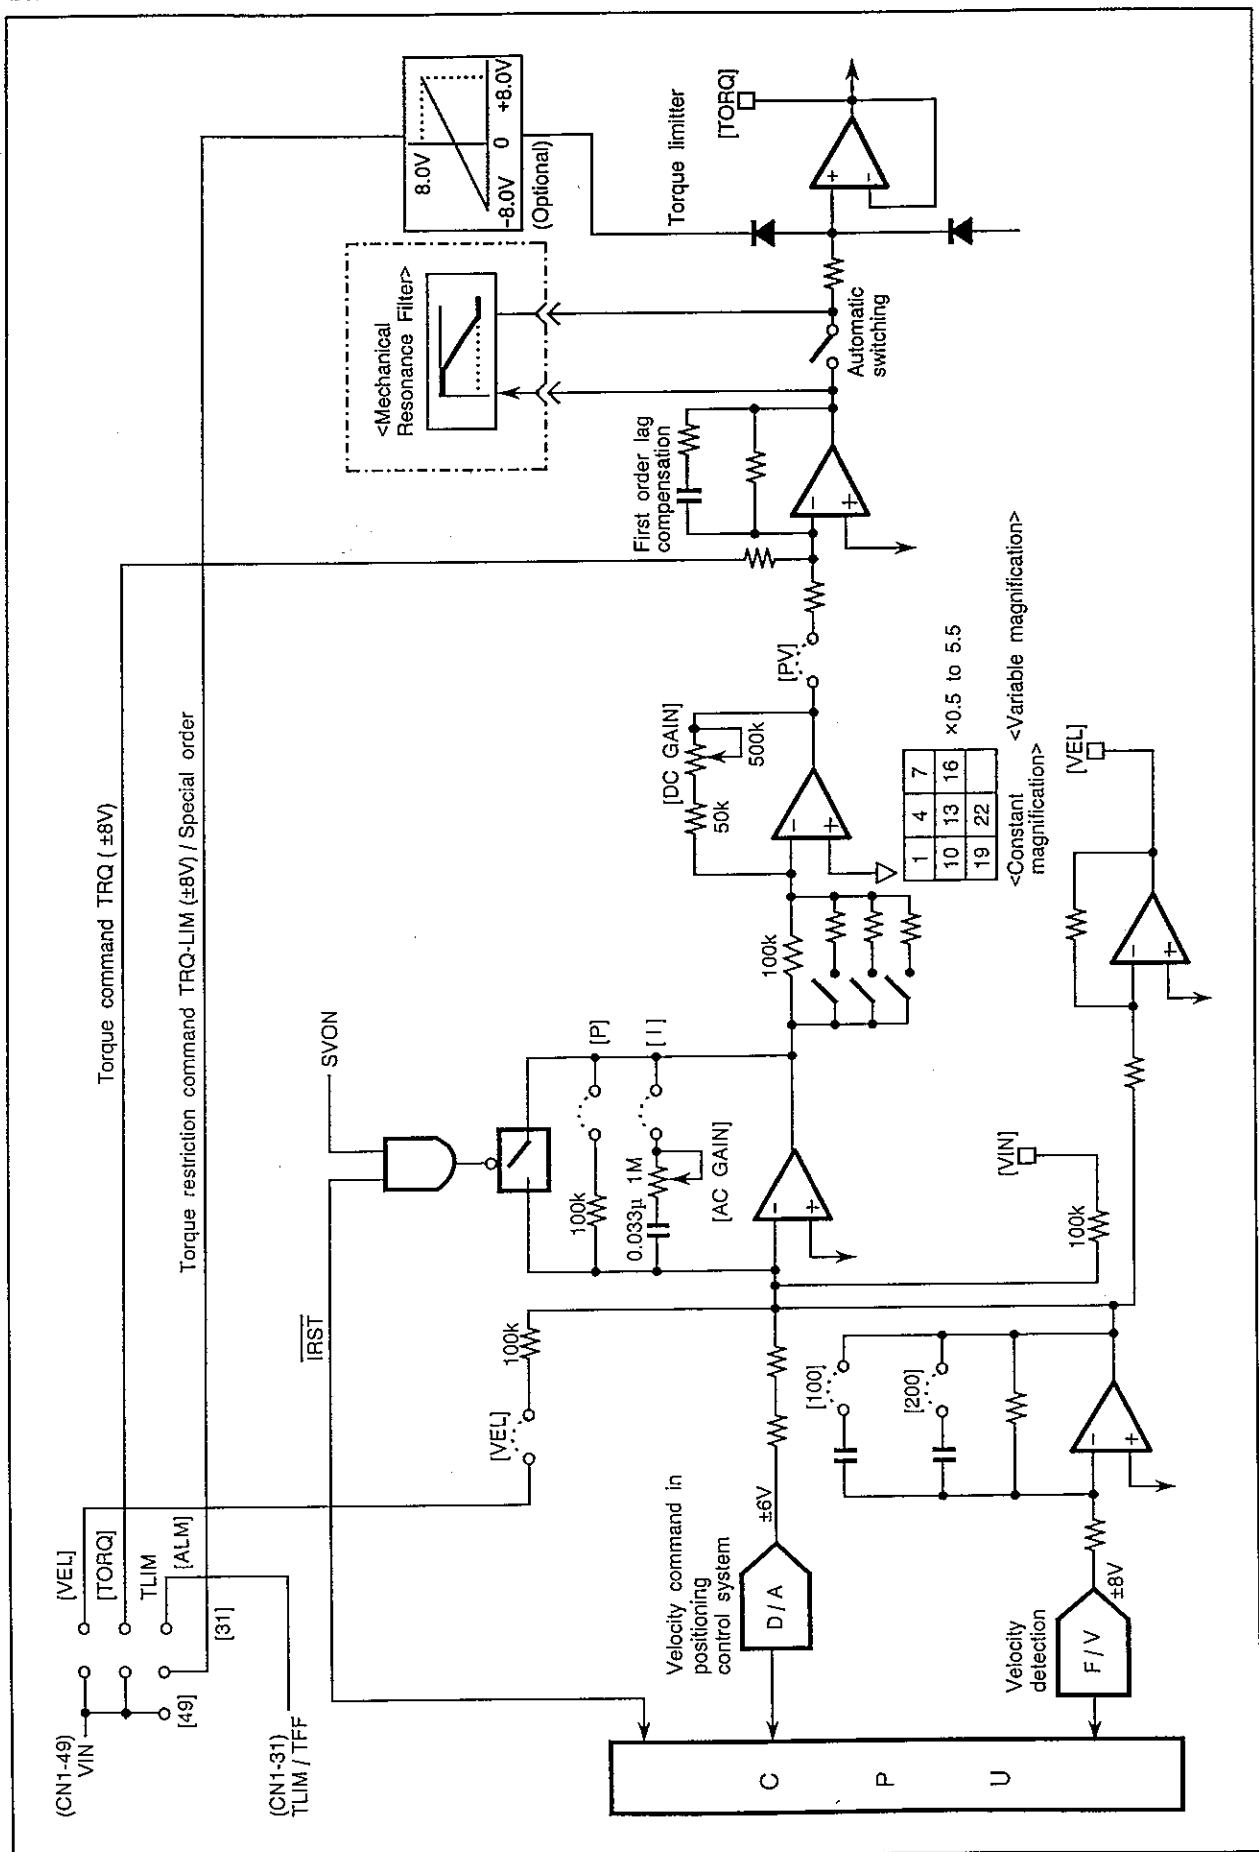 (CN1-49)
VIN
[VEL]
[TORQ]
TLIM
[ALM]
[49]
[31]
(CN1-31)
TLIM / TFF
Torque command TRQ ( ±8V)
Torque restriction command TRQ-LIM (±8V) / Special order
IRST
SVON
[VEL]
100k
100k
[P]
0.033μ 1M
[ I ]
[AC GAIN]
Velocity command in
positioning
control system
D / A
±6V
C P U
Velocity
detection
F / V
±8V
[100]
[200]
[VIN]
100k
100k
[DC GAIN]
50k
500k
[PV]
1 4 7
10 13 16
19 22
×0.5 to 5.5
<Constant
magnification>
<Variable magnification>
[VEL]
First order lag
compensation
<Mechanical
Resonance Filter>
Automatic
switching
8.0V
-8.0V 0 +8.0V
(Optional)
Torque limitter
[TORQ]